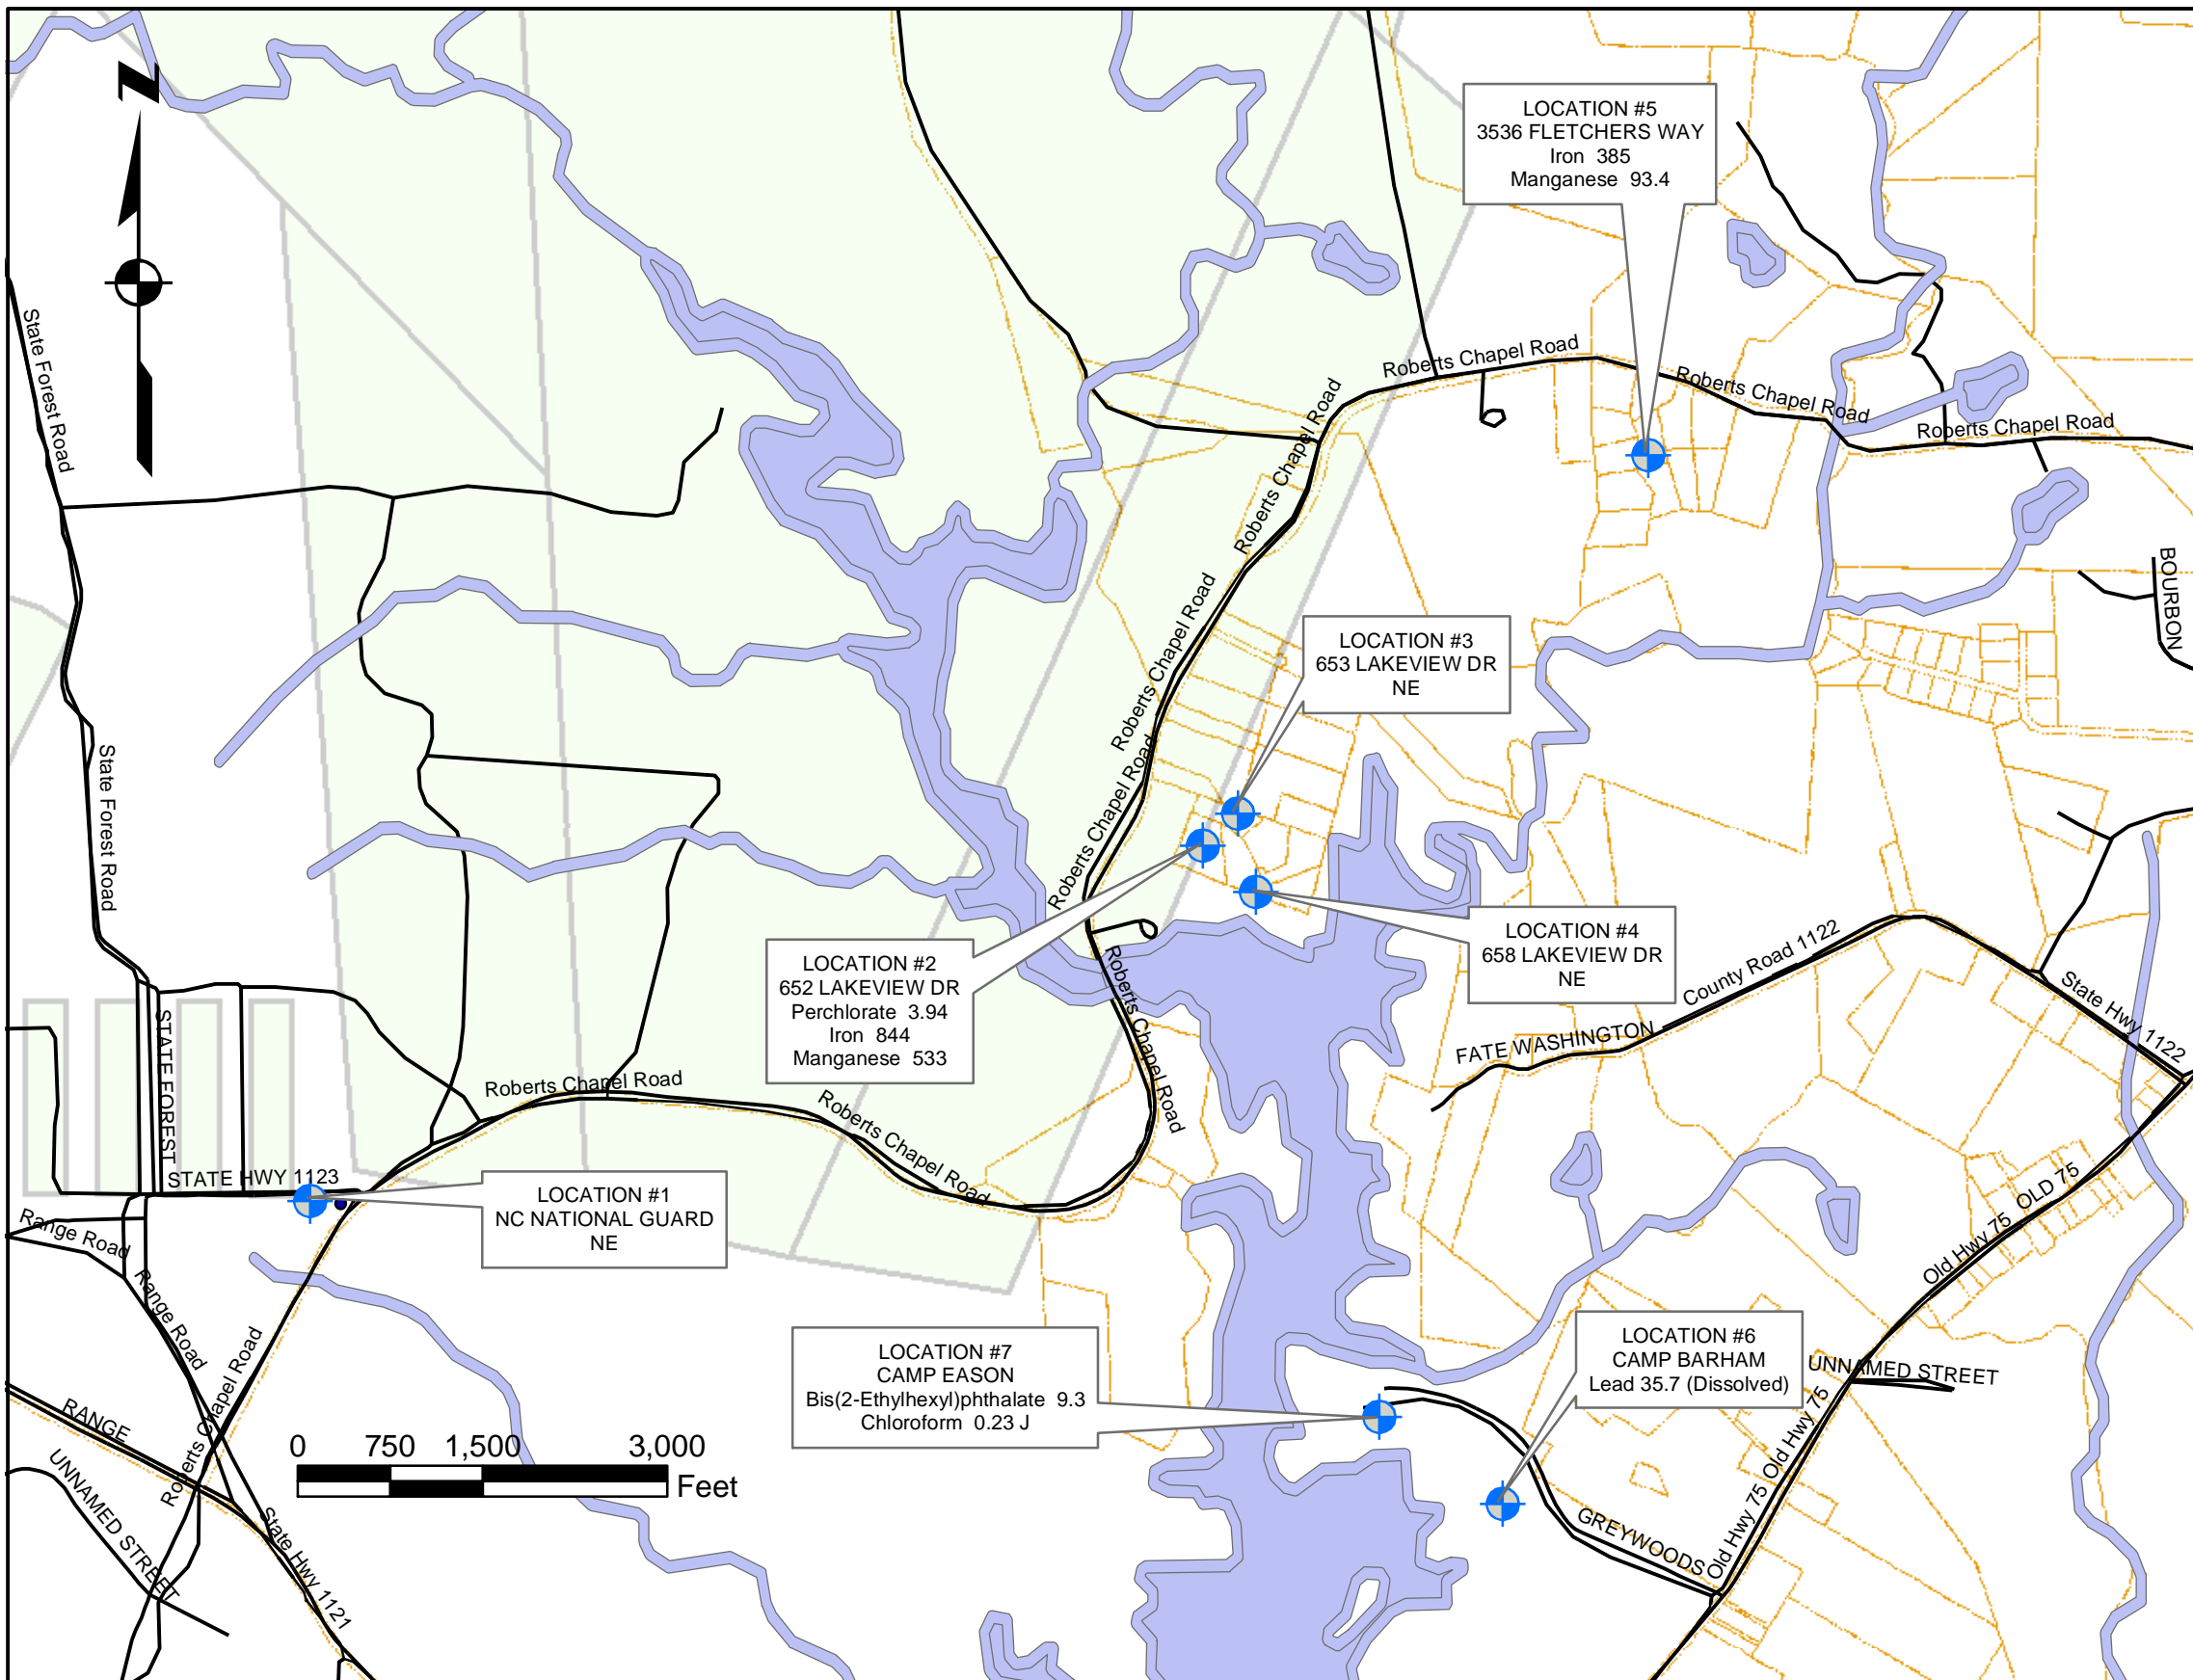 N
LOCATION #5
3536 FLETCHERS WAY
Iron 385
Manganese 93.4
State Forest Road
Roberts Chapel Road
Roberts Chapel Road
Roberts Chapel Road
Roberts Chapel Road
BOURBON
Roberts Chapel Road
LOCATION #3
653 LAKEVIEW DR
NE
Roberts Chapel Road
State Forest Road
Roberts Chapel Road
LOCATION #2
652 LAKEVIEW DR
Perchlorate 3.94
Iron 844
Manganese 533
LOCATION #4
658 LAKEVIEW DR
NE
County Road 1122
FATE WASHINGTON
State Hwy 1122
STATE FOREST
Roberts Chapel Road
Roberts Chapel Road
Roberts Chapel Road
STATE HWY 1123
LOCATION #1
NC NATIONAL GUARD
NE
Range Road
Range Road
OLD 75
Old Hwy 75
LOCATION #7
CAMP EASON
Bis(2-Ethylhexyl)phthalate 9.3
Chloroform 0.23 J
LOCATION #6
CAMP BARHAM
Lead 35.7 (Dissolved)
UNNAMED STREET
RANGE
Roberts Chapel Road
UNNAMED STREET
0 750 1,500 3,000
Feet
Old Hwy 75
Old Hwy 75
GREYWOODS
State Hwy 1121